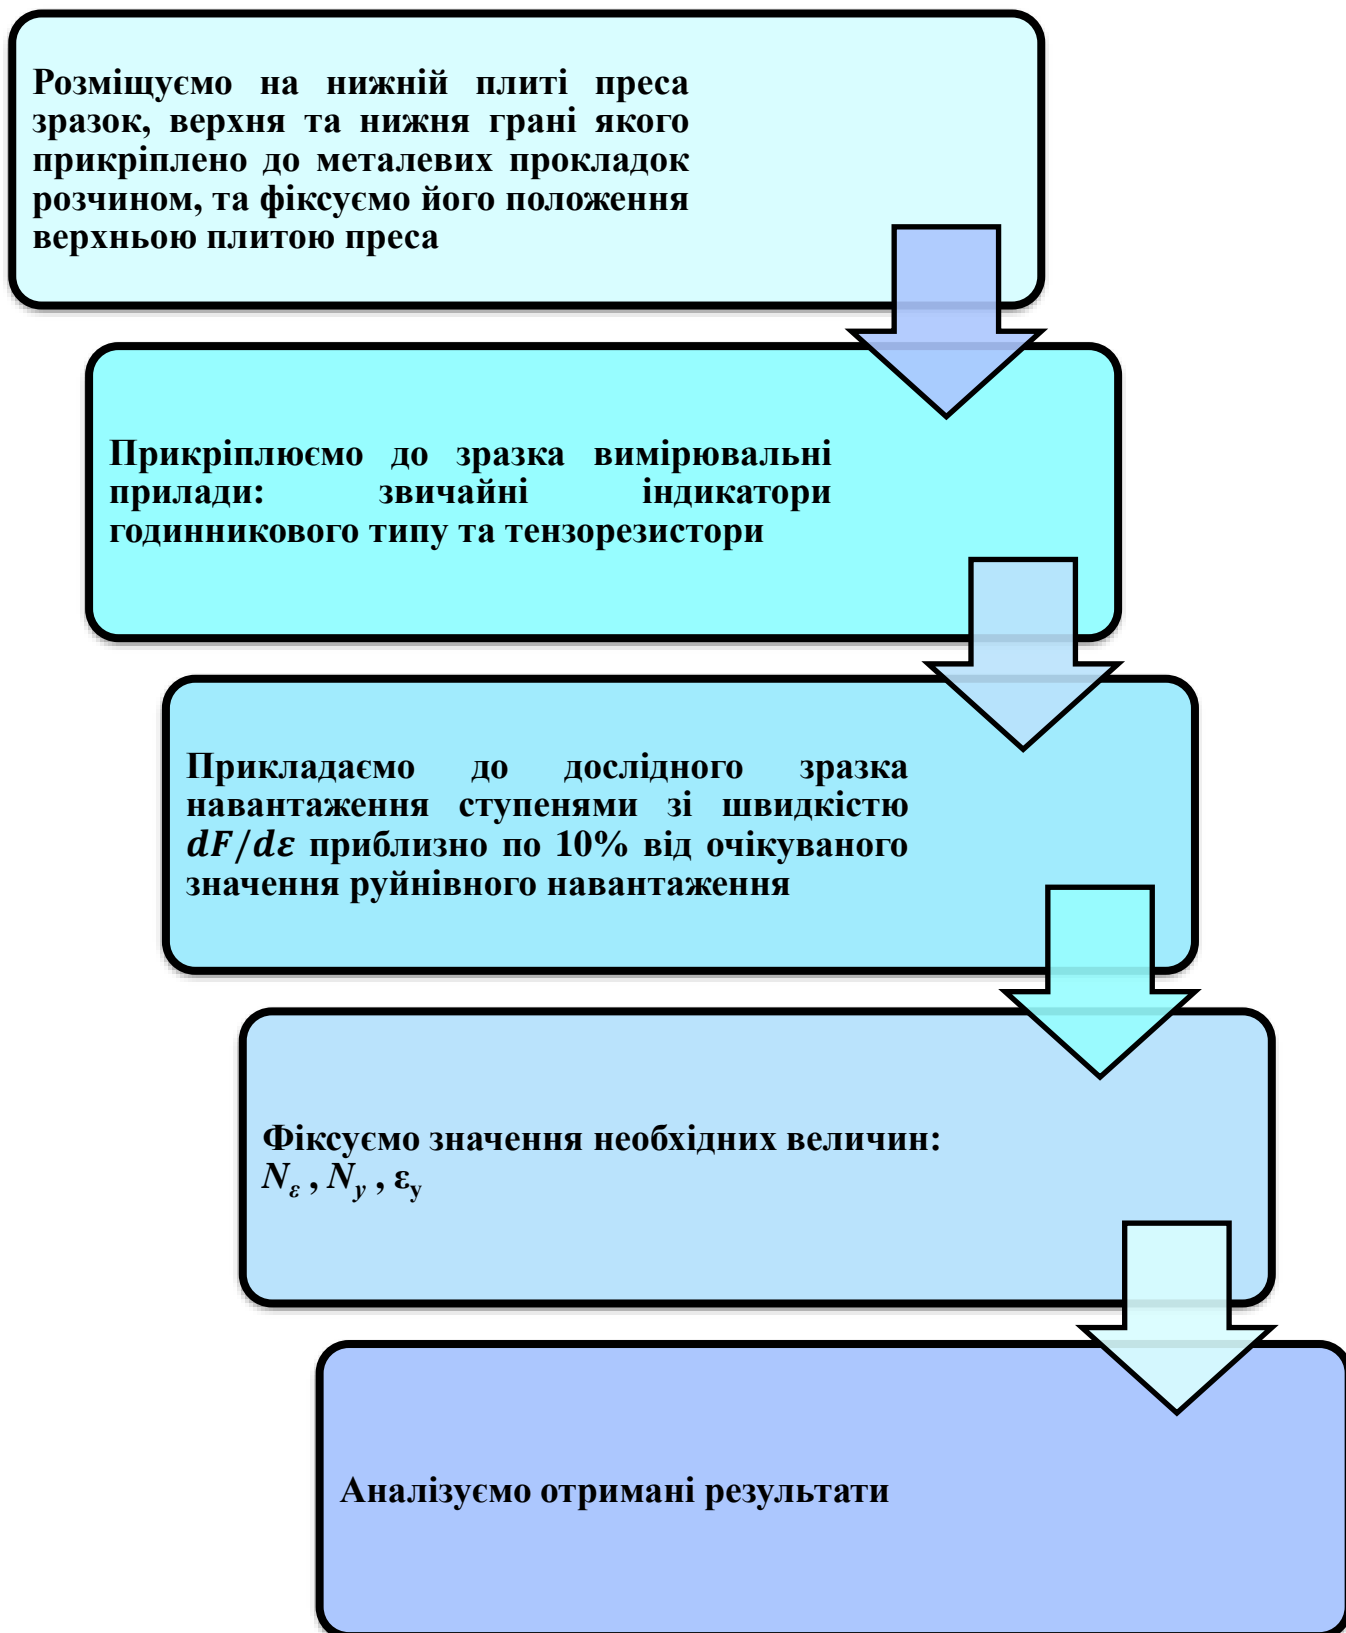 Розміщуємо на нижній плиті преса
зразок, верхня та нижня грані якого
прикріплено до металевих прокладок
розчином, та фіксуємо його положення
верхньою плитою преса
Прикріплюємо до зразка вимірювальні
прилади: звичайні індикатори
годинникового типу та тензорезистори
Прикладаємо до дослідного зразка
навантаження ступенями зі швидкістю
dF/dε приблизно по 10% від очікуваного
значення руйнівного навантаження
Фіксуємо значення необхідних величин:
N_ε , N_y , ε_y
Аналізуємо отримані результати